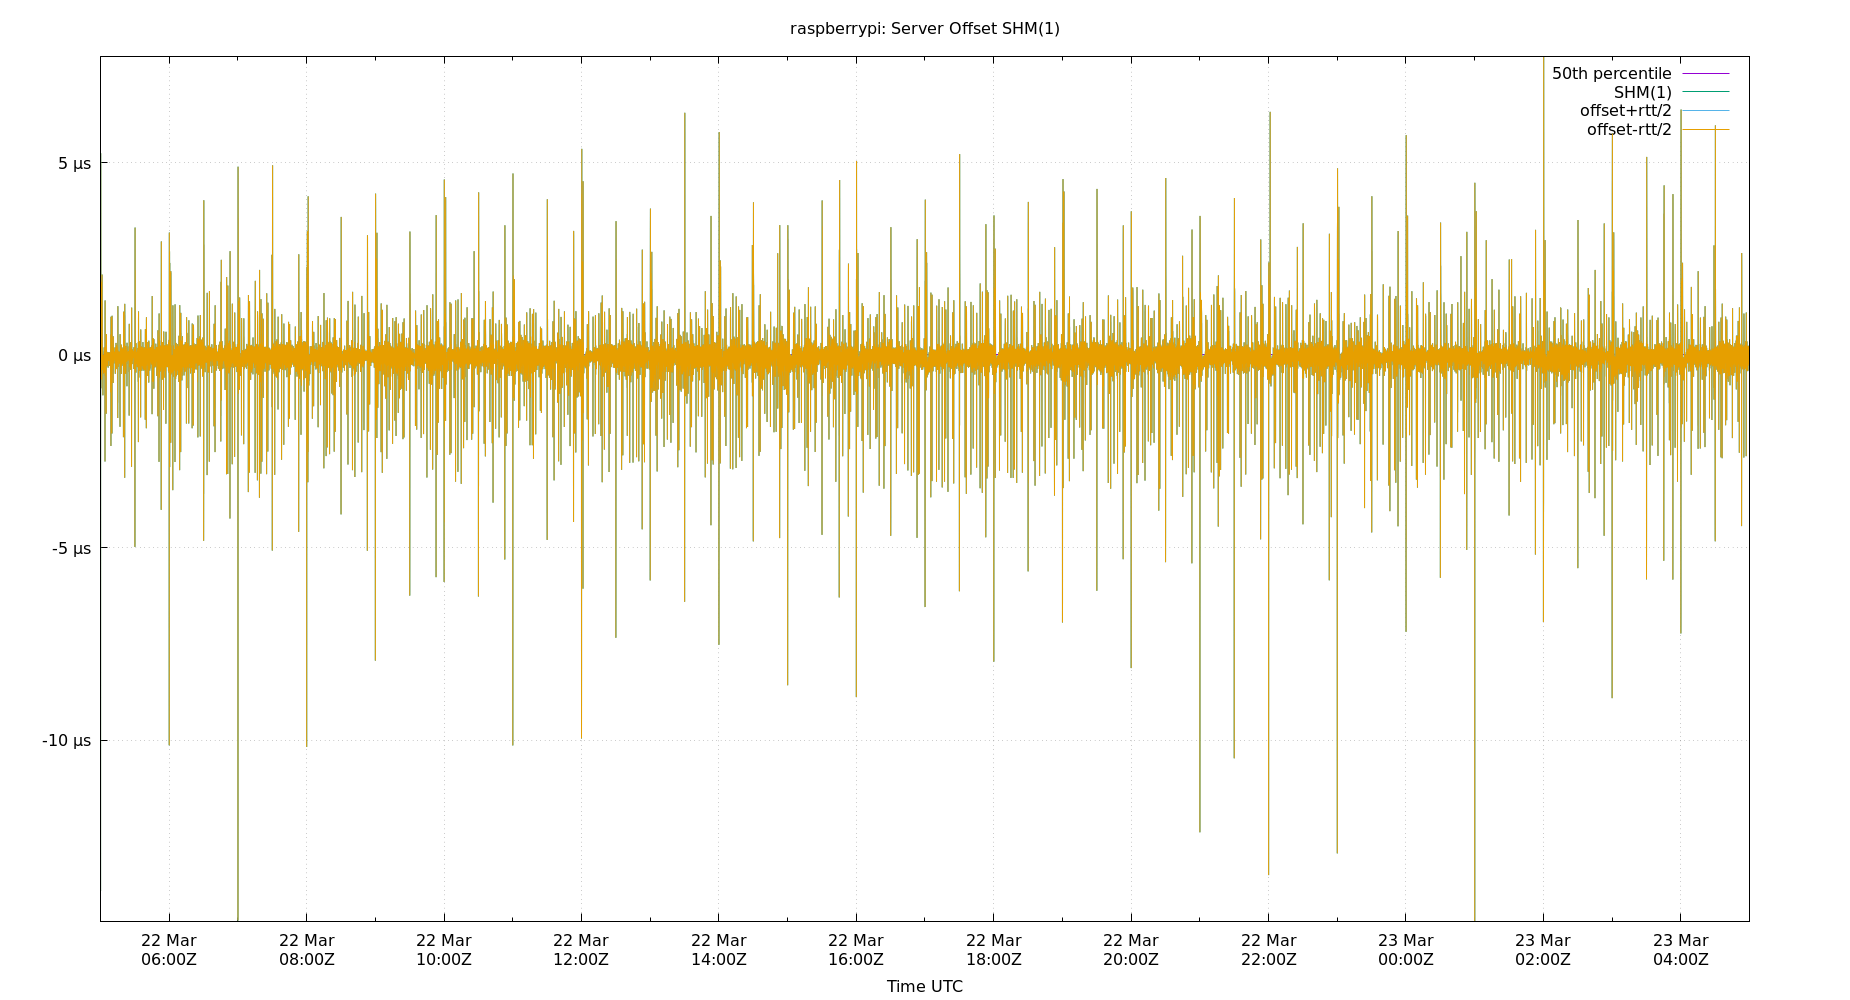 raspberrypi: Server Offset SHM(1)
50th percentile
SHM(1)
offset+rtt/2
offset-rtt/2
5 µs
0 µs
-5 µs
-10 µs
22 Mar 22 Mar 22 Mar 22 Mar 22 Mar 22 Mar 22 Mar 22 Mar 22 Mar 23 Mar 23 Mar 23 Mar
06:00Z 08:00Z 10:00Z 12:00Z 14:00Z 16:00Z 18:00Z 20:00Z 22:00Z 00:00Z 02:00Z 04:00Z
Time UTC